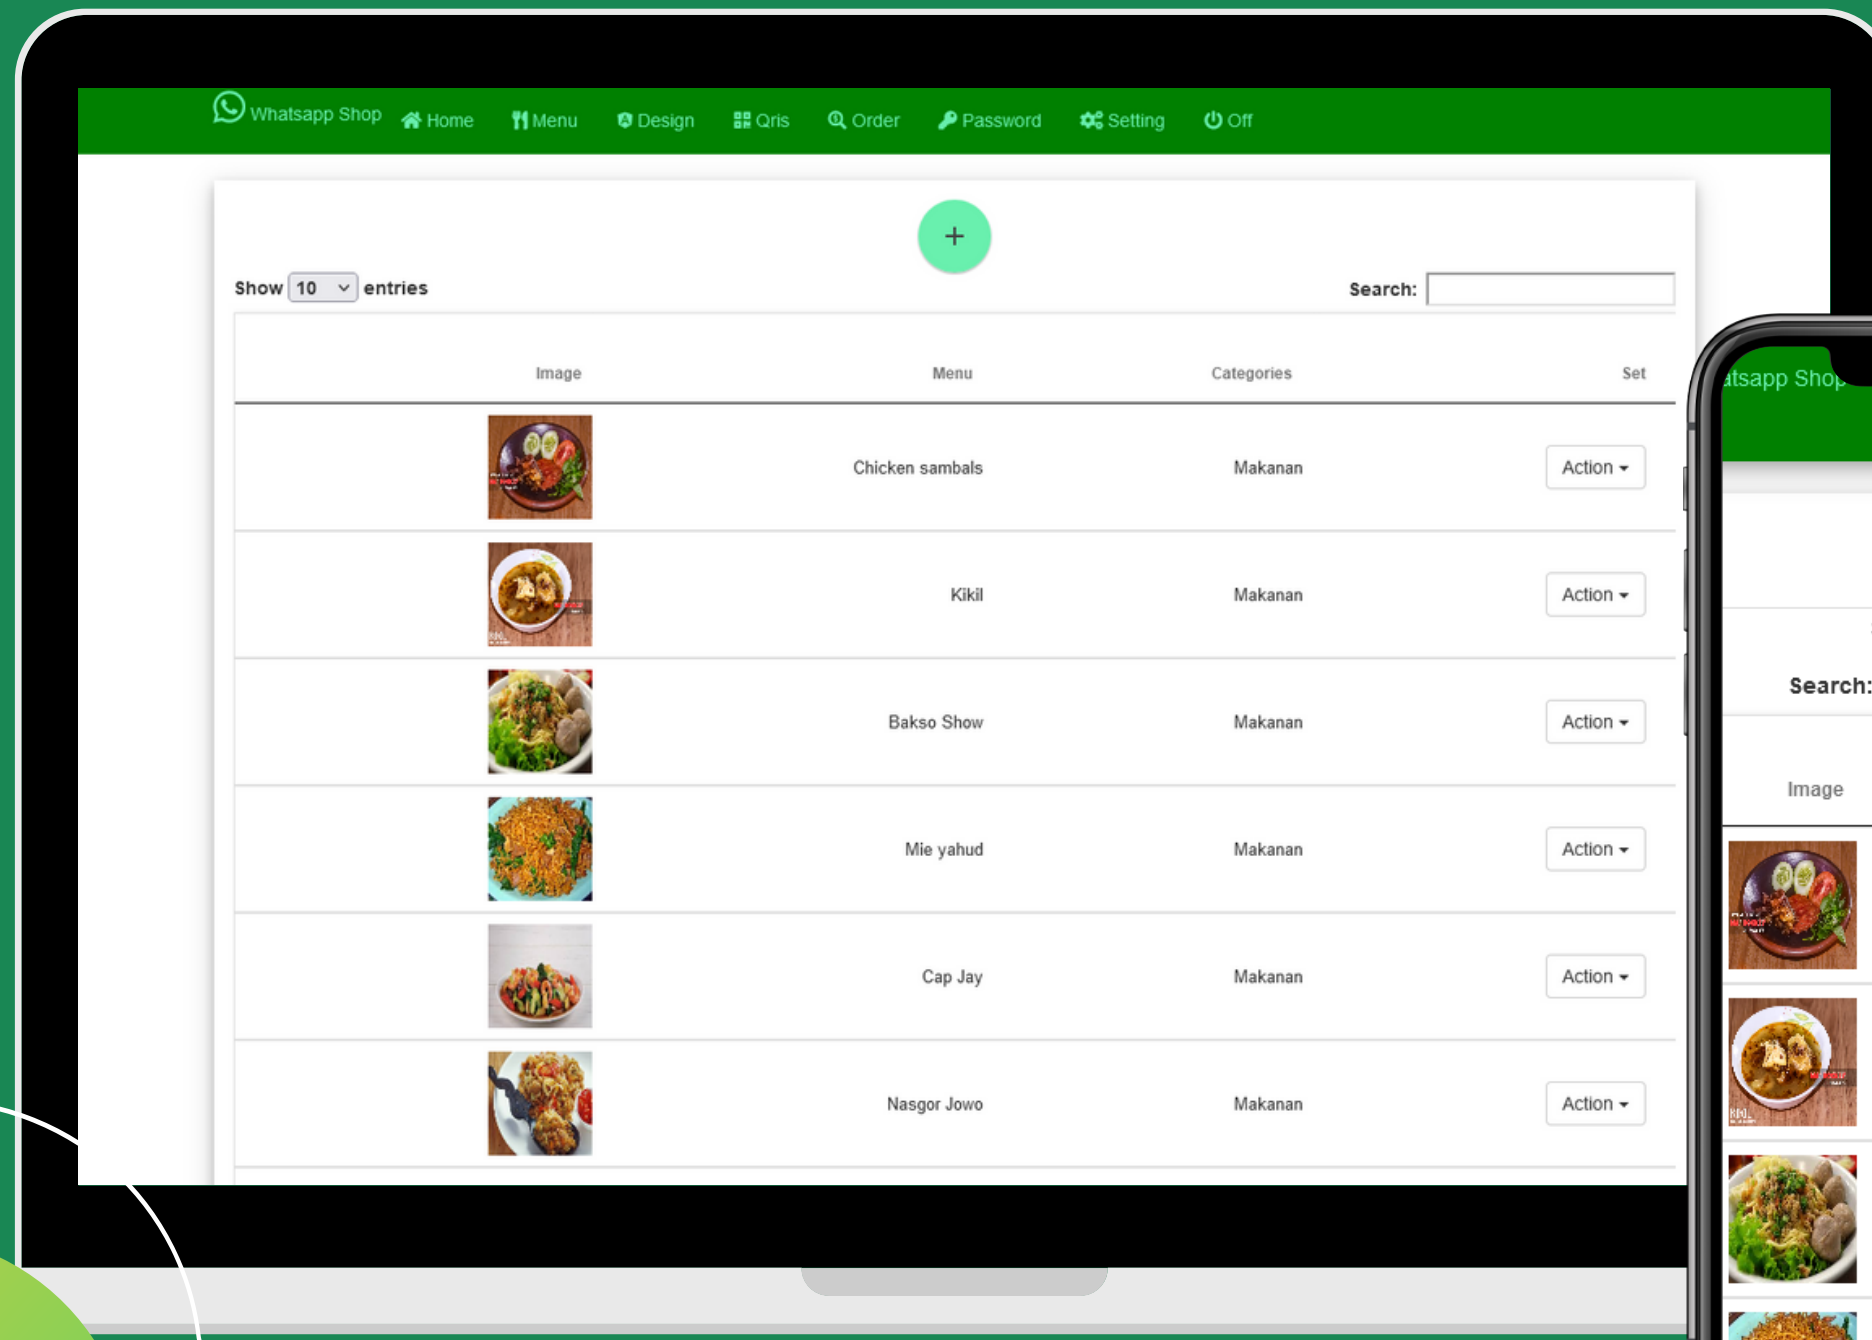 Whatsapp Shop Home Menu Design Qris Order Password Setting Off
+
Show 10 entries
Search:
Image Menu Categories Set
Chicken sambals Makanan Action
Kikil Makanan Action
Bakso Show Makanan Action
Mie yahud Makanan Action
Cap Jay Makanan Action
Nasgor Jowo Makanan Action
atsapp Shop
Search:
Image